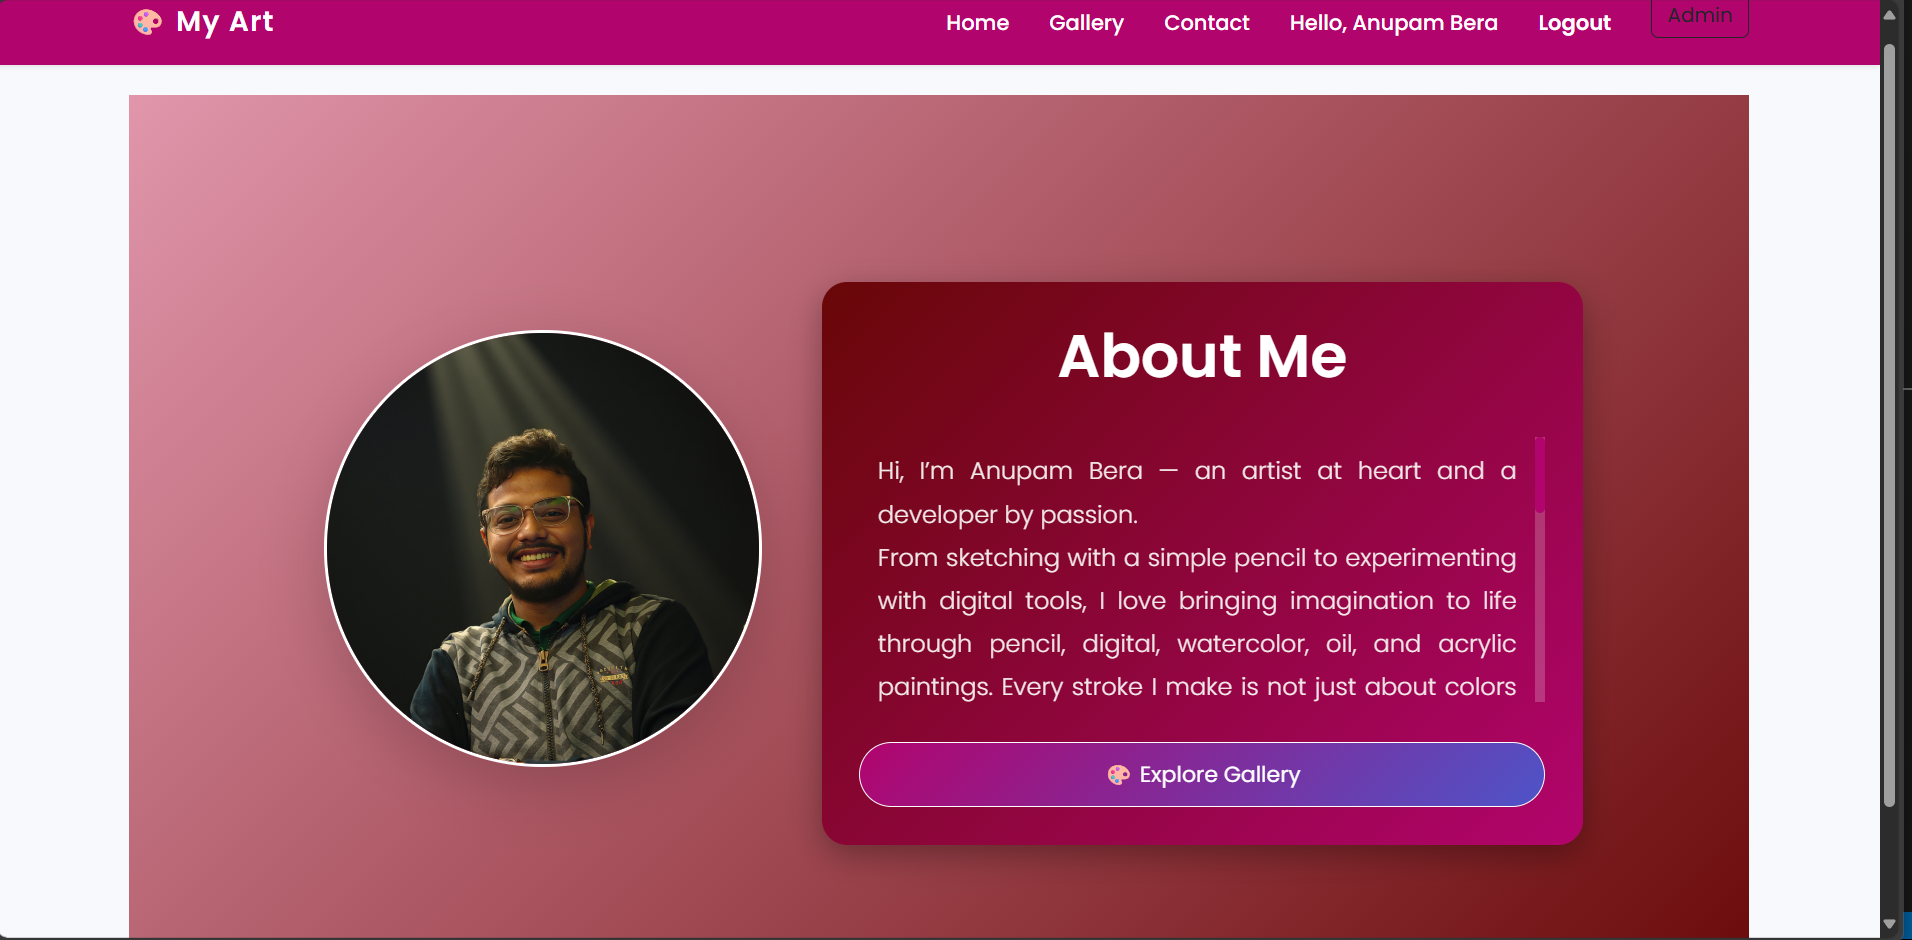 My Art
Home Gallery Contact Hello, Anupam Bera Logout Admin
About Me
Hi, I’m Anupam Bera — an artist at heart and a
developer by passion.
From sketching with a simple pencil to experimenting
with digital tools, I love bringing imagination to life
through pencil, digital, watercolor, oil, and acrylic
paintings. Every stroke I make is not just about colors
Explore Gallery